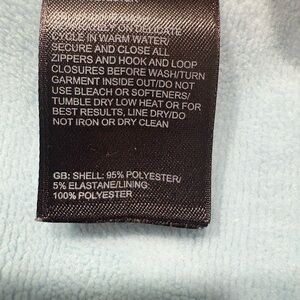 ON DELICATE
CYCLE IN WARM WATER/
SECURE AND CLOSE ALL
ZIPPERS AND HOOK AND LOOP
CLOSURES BEFORE WASH/TURN
GARMENT INSIDE OUT/DO NOT
USE BLEACH OR SOFTENERS/
TUMBLE DRY LOW HEAT OR FOR
BEST RESULTS, LINE DRY/DO
NOT IRON OR DRY CLEAN
GB: SHELL: 95% POLYESTER/
5% ELASTANE/LINING:
100% POLYESTER